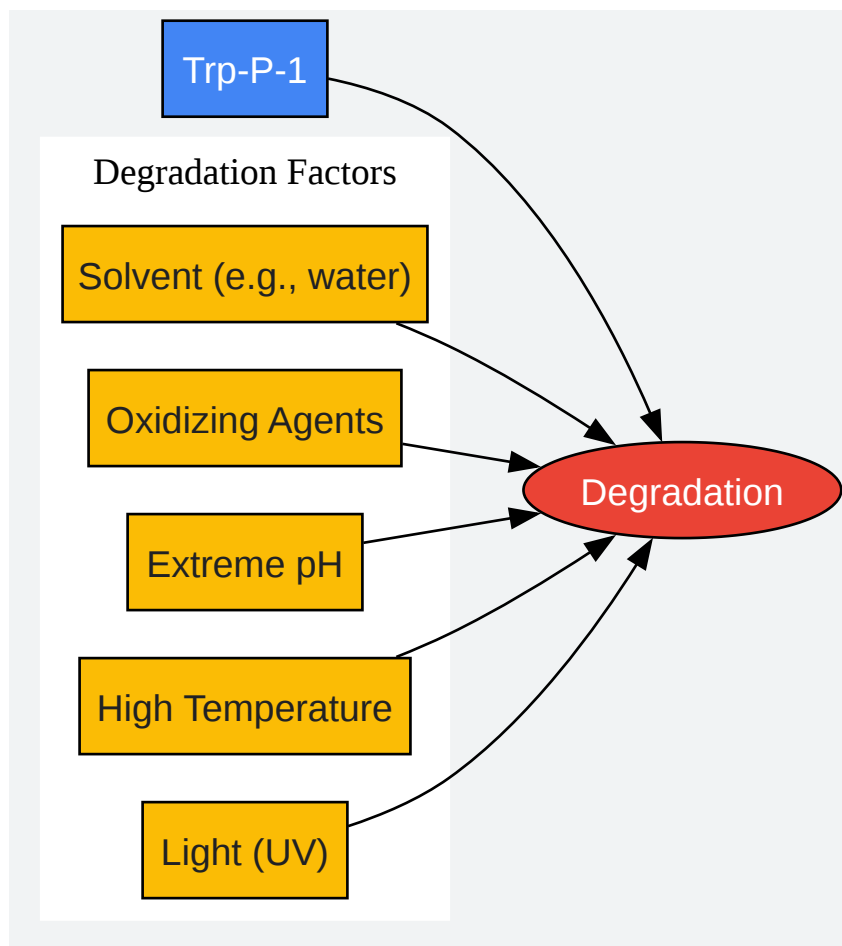 Trp-P-1
Degradation Factors
Solvent (e.g., water)
Oxidizing Agents
Degradation
Extreme pH
High Temperature
Light (UV)